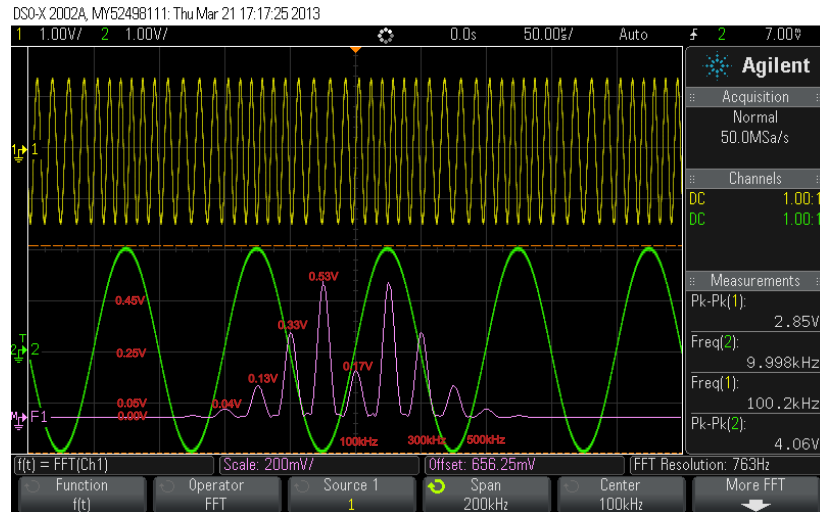 DSO-X 2002A, MY52498111: Thu Mar 21 17:17:25 2013
1 1.00V/ 2 1.00V/ 0.0s 50.00s/ Auto 2 7.00V
Agilent
Acquisition
Normal
50.0MSa/s
Channels
DC 1.00:1
DC 1.00:1
Measurements
Pk-Pk(1):
2.85V
Freq(2):
9.998kHz
Freq(1):
100.2kHz
Pk-Pk(2):
4.06V
1
T
2 2
M F1
0.53V
0.45V
0.33V
0.25V
0.13V
0.17V
0.05V
0.04V
0.00V
100kHz 300kHz 500kHz
f(t) = FFT(Ch1) Scale: 200mV/ Offset: 656.25mV FFT Resolution: 763Hz
Function Operator Source 1 Span Center More FFT
f(t) FFT 1 200kHz 100kHz